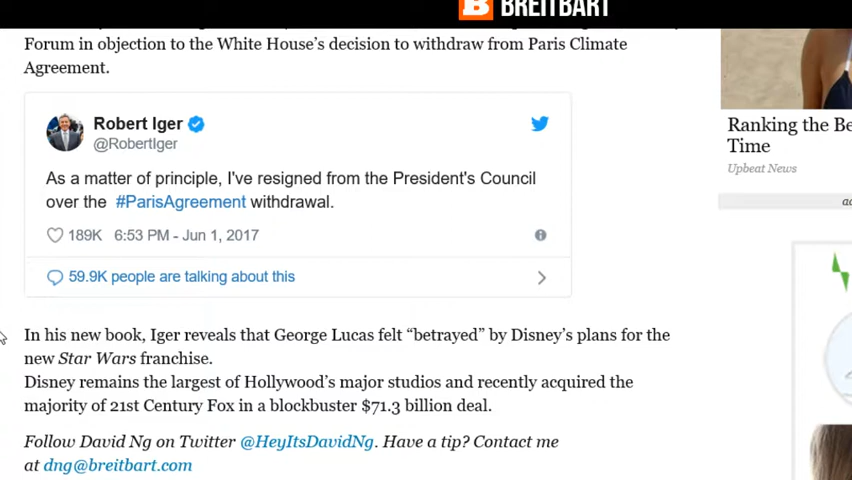 BREITBART
Forum in objection to the White House's decision to withdraw from Paris Climate
Agreement.
Robert Iger
@RobertIger
As a matter of principle, I've resigned from the President's Council
over the #ParisAgreement withdrawal.
189K 6:53 PM - Jun 1, 2017
59.9K people are talking about this
In his new book, Iger reveals that George Lucas felt “betrayed” by Disney's plans for the
new Star Wars franchise.
Disney remains the largest of Hollywood's major studios and recently acquired the
majority of 21st Century Fox in a blockbuster $71.3 billion deal.
Follow David Ng on Twitter @HeyItsDavidNg. Have a tip? Contact me
at dng@breitbart.com
Ranking the Be
Time
Upbeat News